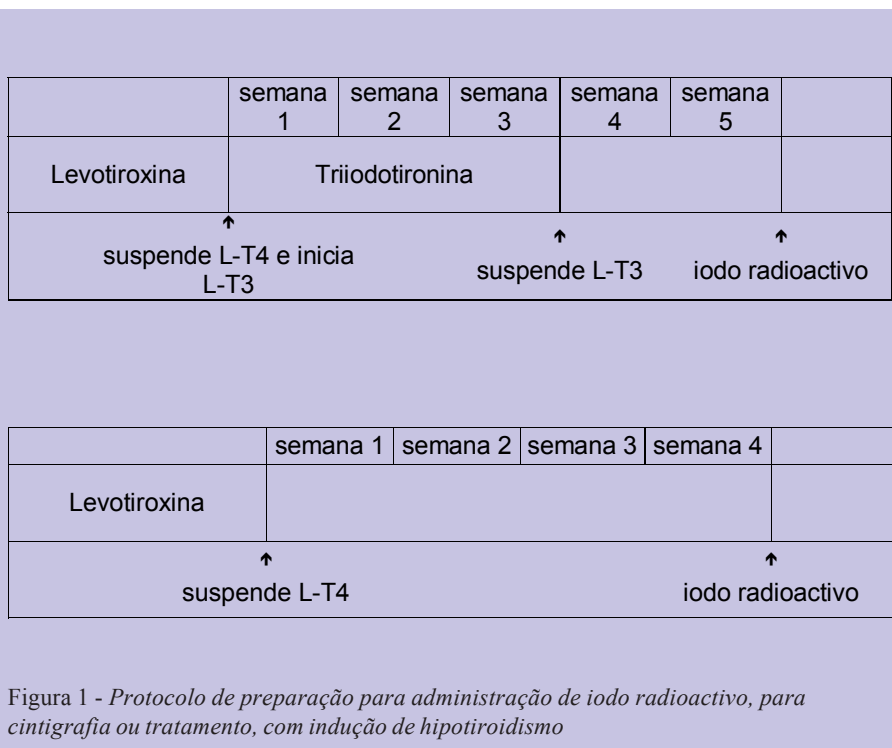 semana semana semana semana semana
1 2 3 4 5
Levotiroxina Triiodotironina
suspende L-T4 e inicia
L-T3
suspende L-T3 iodo radioactivo
semana 1 semana 2 semana 3 semana 4
Levotiroxina
suspende L-T4 iodo radioactivo
Figura 1 - Protocolo de preparação para administração de iodo radioactivo, para
cintigrafia ou tratamento, com indução de hipotiroidismo